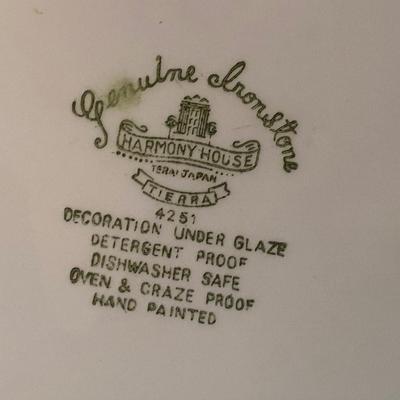 Genuine Ironstone
HARMONY HOUSE
TERAI JAPAN
TIERRA
4251
DECORATION UNDER GLAZE
DETERGENT PROOF
DISHWASHER SAFE
OVEN & CRAZE PROOF
HAND PAINTED